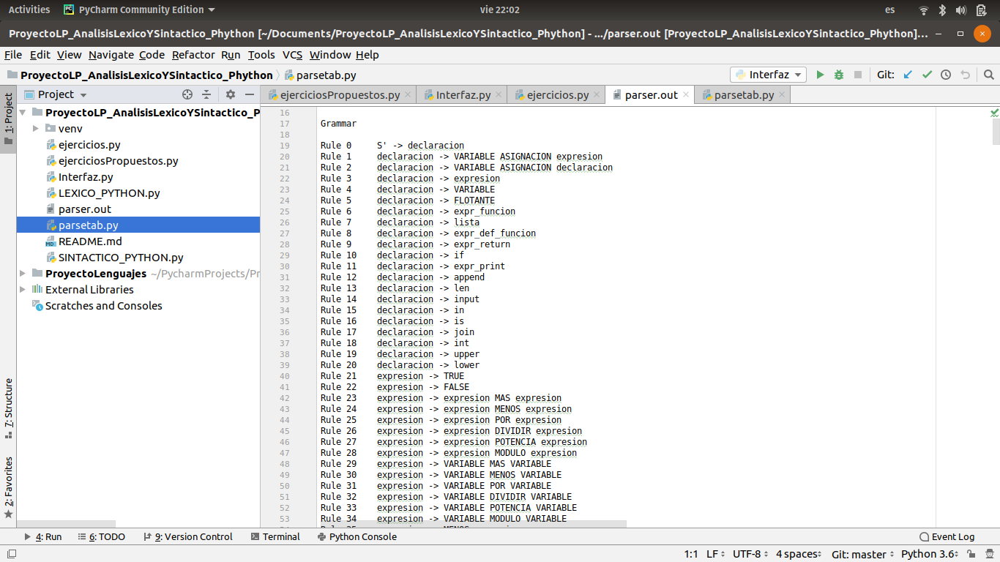 Activities PyCharm Community Edition vie 22:02 es
ProyectoLP_AnalisisLexicoYSintactico_Phython [~/Documents/ProyectoLP_AnalisisLexicoYSintactico_Phython] - .../parser.out [ProyectoLP_AnalisisLexicoYSintactico_Phython]...
File Edit View Navigate Code Refactor Run Tools VCS Window Help
ProyectoLP_AnalisisLexicoYSintactico_Phython parsetab.py Interfaz Git:
Project ejerciciosPropuestos.py Interfaz.py ejercicios.py parser.out parsetab.py
1: Project
7: Structure
2: Favorites
ProyectoLP_AnalisisLexicoYSintactico_P
venv
ejercicios.py
ejerciciosPropuestos.py
Interfaz.py
LEXICO_PYTHON.py
parser.out
parsetab.py
README.md
SINTACTICO_PYTHON.py
ProyectoLenguajes ~/PycharmProjects/Pr
External Libraries
Scratches and Consoles
16
17 Grammar
18
19 Rule 0 S' -> declaracion
20 Rule 1 declaracion -> VARIABLE ASIGNACION expresion
21 Rule 2 declaracion -> VARIABLE ASIGNACION declaracion
22 Rule 3 declaracion -> expresion
23 Rule 4 declaracion -> VARIABLE
24 Rule 5 declaracion -> FLOTANTE
25 Rule 6 declaracion -> expr_funcion
26 Rule 7 declaracion -> lista
27 Rule 8 declaracion -> expr_def_funcion
28 Rule 9 declaracion -> expr_return
29 Rule 10 declaracion -> if
30 Rule 11 declaracion -> expr_print
31 Rule 12 declaracion -> append
32 Rule 13 declaracion -> len
33 Rule 14 declaracion -> input
34 Rule 15 declaracion -> in
35 Rule 16 declaracion -> is
36 Rule 17 declaracion -> join
37 Rule 18 declaracion -> int
38 Rule 19 declaracion -> upper
39 Rule 20 declaracion -> lower
40 Rule 21 expresion -> TRUE
41 Rule 22 expresion -> FALSE
42 Rule 23 expresion -> expresion MAS expresion
43 Rule 24 expresion -> expresion MENOS expresion
44 Rule 25 expresion -> expresion POR expresion
45 Rule 26 expresion -> expresion DIVIDIR expresion
46 Rule 27 expresion -> expresion POTENCIA expresion
47 Rule 28 expresion -> expresion MODULO expresion
48 Rule 29 expresion -> VARIABLE MAS VARIABLE
49 Rule 30 expresion -> VARIABLE MENOS VARIABLE
50 Rule 31 expresion -> VARIABLE POR VARIABLE
51 Rule 32 expresion -> VARIABLE DIVIDIR VARIABLE
52 Rule 33 expresion -> VARIABLE POTENCIA VARIABLE
53 Rule 34 expresion -> VARIABLE MODULO VARIABLE
4: Run 6: TODO 9: Version Control Terminal Python Console Event Log
1:1 LF UTF-8 4 spaces Git: master Python 3.6